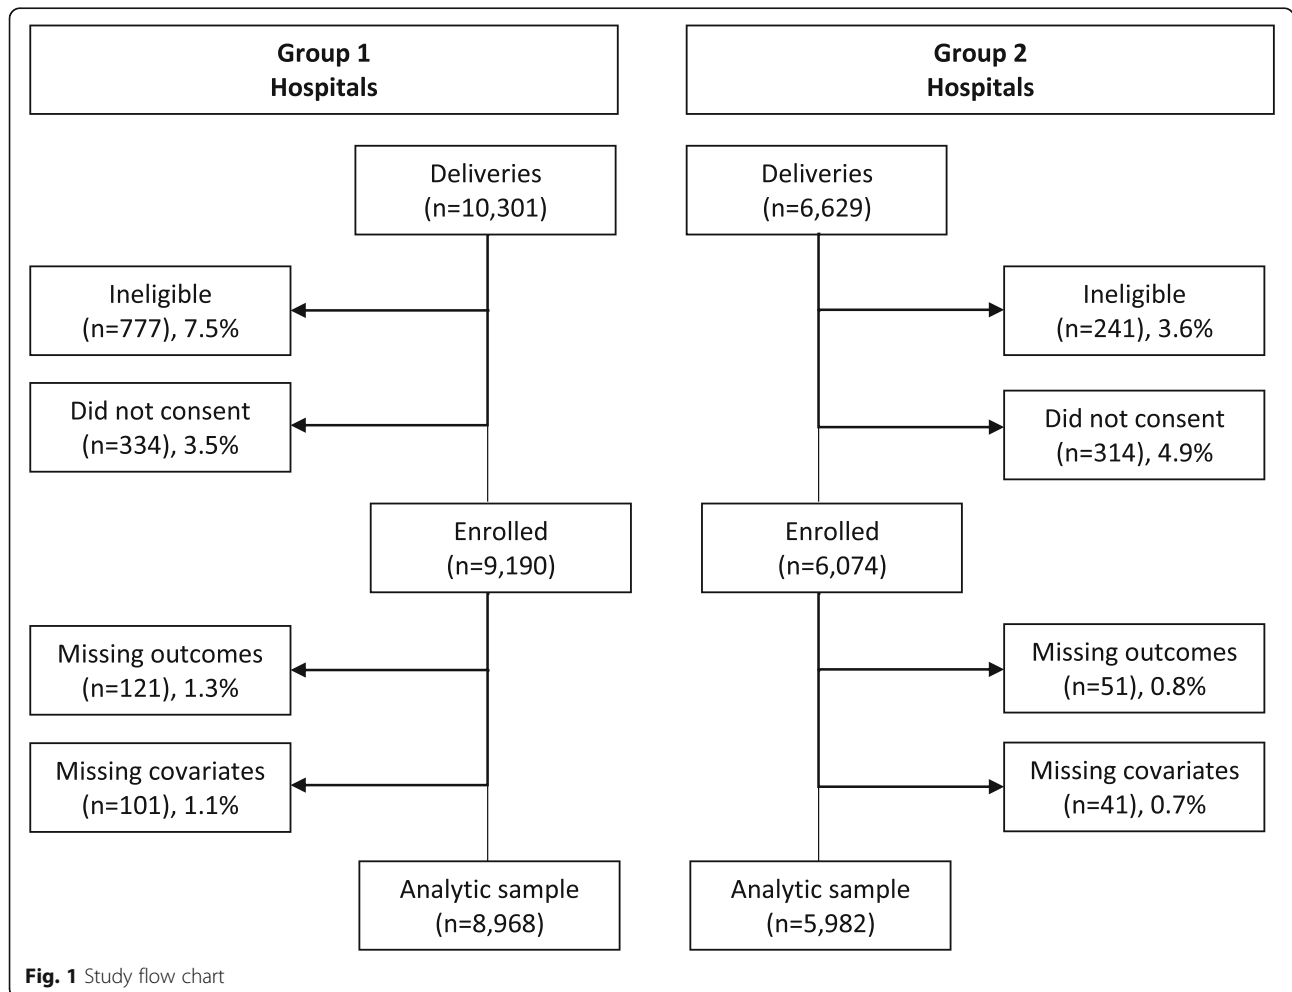 Group 1
Hospitals
Group 2
Hospitals
Deliveries
(n=10,301)
Deliveries
(n=6,629)
Ineligible
(n=777), 7.5%
Ineligible
(n=241), 3.6%
Did not consent
(n=334), 3.5%
Did not consent
(n=314), 4.9%
Enrolled
(n=9,190)
Enrolled
(n=6,074)
Missing outcomes
(n=121), 1.3%
Missing outcomes
(n=51), 0.8%
Missing covariates
(n=101), 1.1%
Missing covariates
(n=41), 0.7%
Analytic sample
(n=8,968)
Analytic sample
(n=5,982)
Fig. 1 Study flow chart